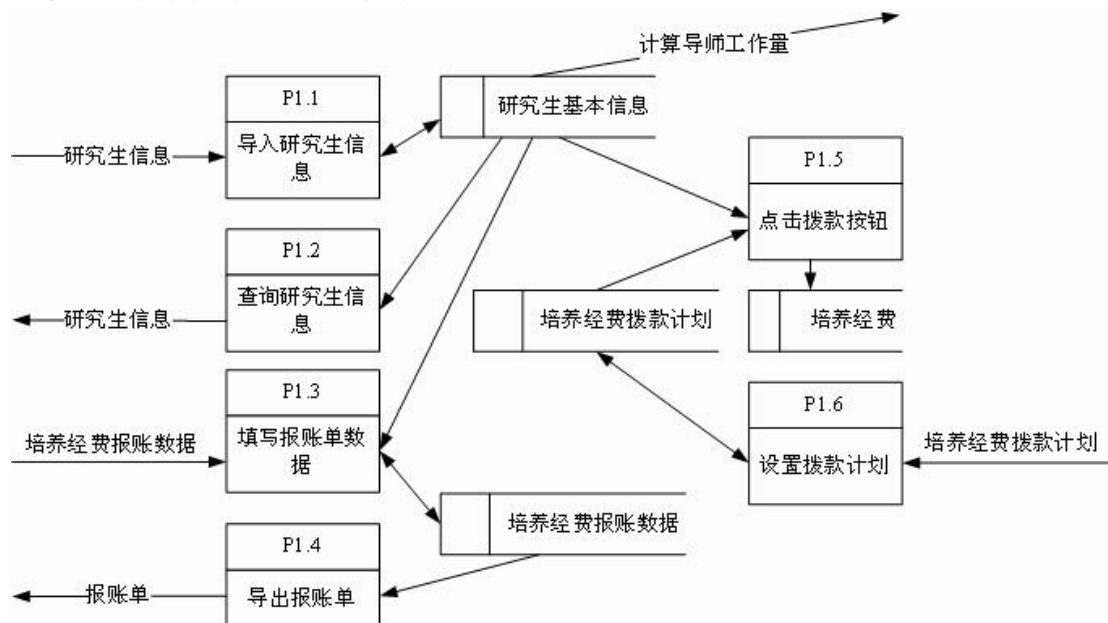 计算导师工作量
P1.1
导入研究生信
息
研究生基本信息
研究生信息
P1.5
点击拨款按钮
P1.2
查询研究生信
息
研究生信息
培养经费拨款计划
培养经费
P1.3
填写报账单数
据
培养经费报账数据
P1.6
设置拨款计划
培养经费拨款计划
培养经费报账数据
P1.4
导出报账单
报账单